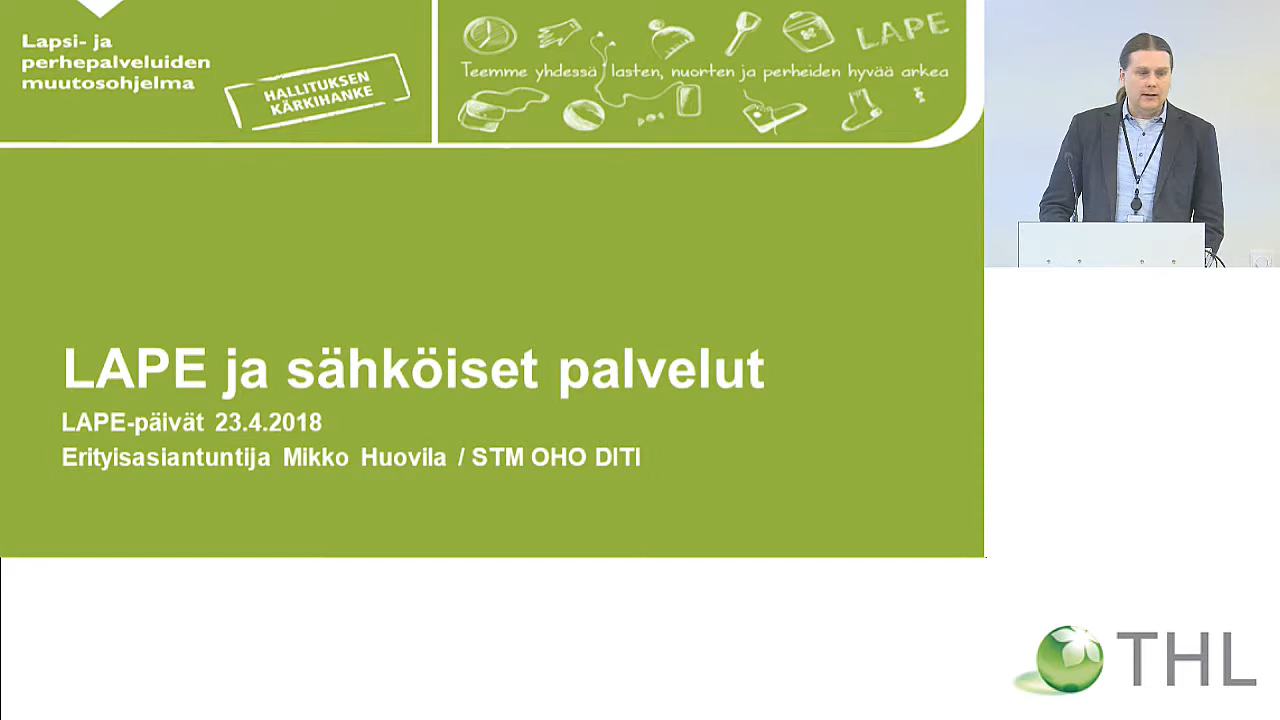 Lapsi- ja
perhepalveluiden
muutosohjelma
HALLITUKSEN
KÄRKIHANKE
LAPE
Teemme yhdessä lasten, nuorten ja perheiden hyvää arkea
LAPE ja sähköiset palvelut
LAPE-päivät 23.4.2018
Erityisasiantuntija Mikko Huovila / STM OHO DITI
THL